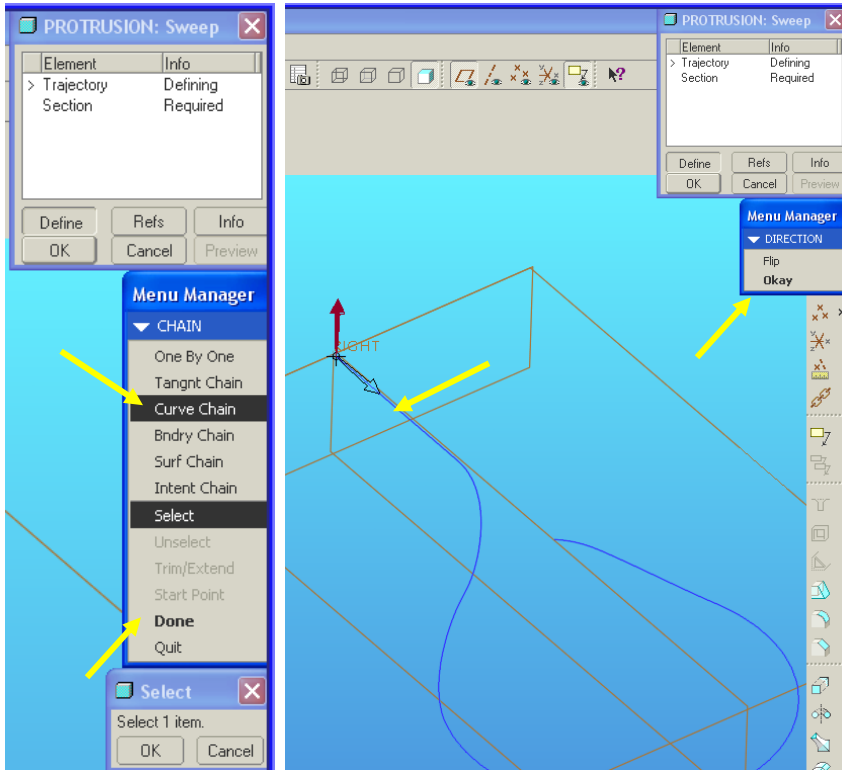 PROTRUSION: Sweep
Element Info
> Trajectory Defining
Section Required
Define Refs Info
OK Cancel Preview
Menu Manager
CHAIN
One By One
Tangnt Chain
Curve Chain
Bndry Chain
Surf Chain
Intent Chain
Select
Unselect
Trim/Extend
Start Point
Done
Quit
Select
Select 1 item.
OK Cancel
PROTRUSION: Sweep
Element Info
> Trajectory Defining
Section Required
Define Refs Info
OK Cancel Preview
Menu Manager
DIRECTION
Flip
Okay
RIGHT